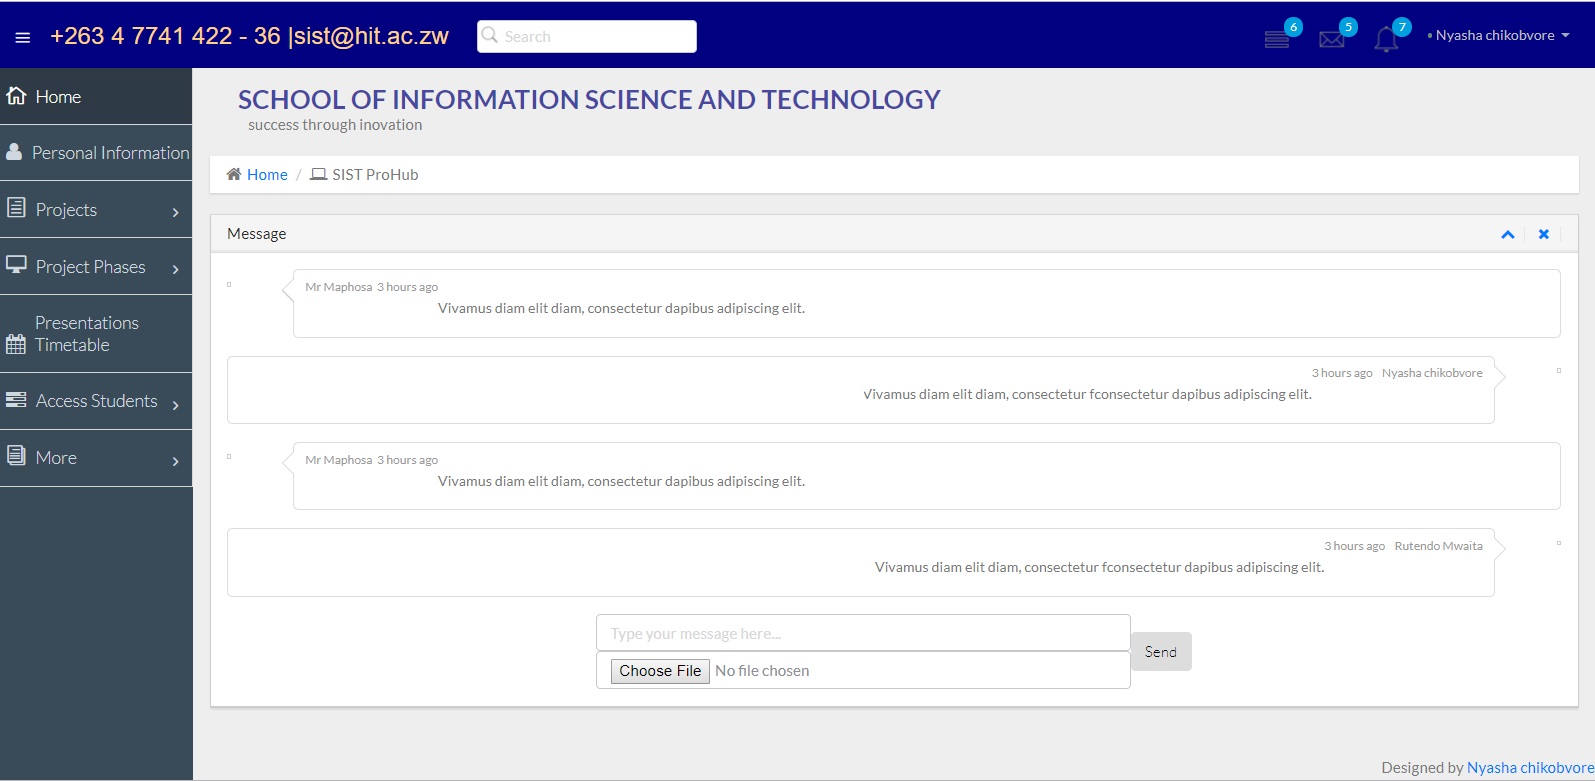 +263 4 7741 422 - 36 |sist@hit.ac.zw
Search
6
5
7
Nyasha chikobvore
Home
Personal Information
Projects
Project Phases
Presentations
Timetable
Access Students
More
SCHOOL OF INFORMATION SCIENCE AND TECHNOLOGY
success through inovation
Home / SIST ProHub
Message
Mr Maphosa 3 hours ago
Vivamus diam elit diam, consectetur dapibus adipiscing elit.
3 hours ago Nyasha chikobvore
Vivamus diam elit diam, consectetur fconsectetur dapibus adipiscing elit.
Mr Maphosa 3 hours ago
Vivamus diam elit diam, consectetur dapibus adipiscing elit.
3 hours ago Rutendo Mwaita
Vivamus diam elit diam, consectetur fconsectetur dapibus adipiscing elit.
Type your message here...
Choose File No file chosen
Send
Designed by Nyasha chikobvore